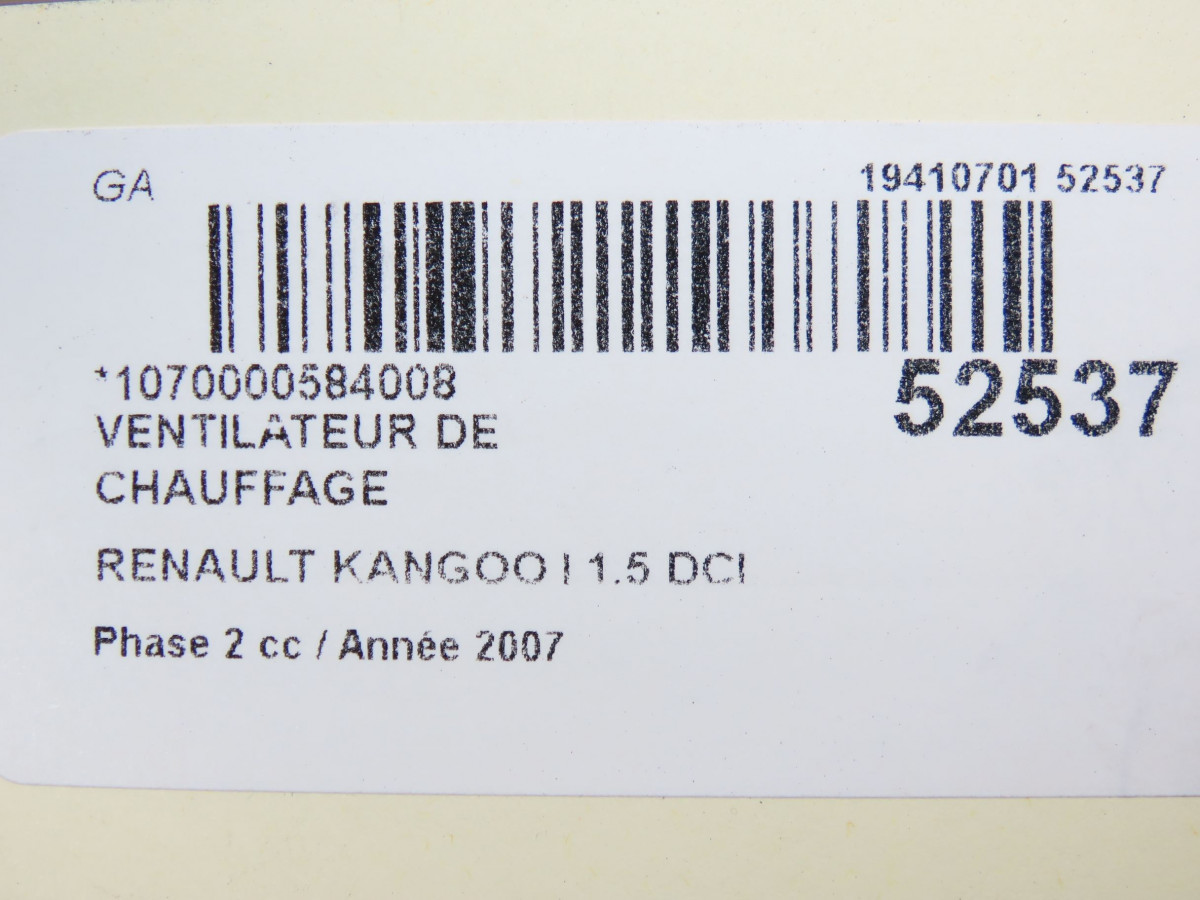 GA
19410701 52537
*1070000584008
52537
VENTILATEUR DE
CHAUFFAGE
RENAULT KANGOO I 1.5 DCI
Phase 2 cc / Année 2007